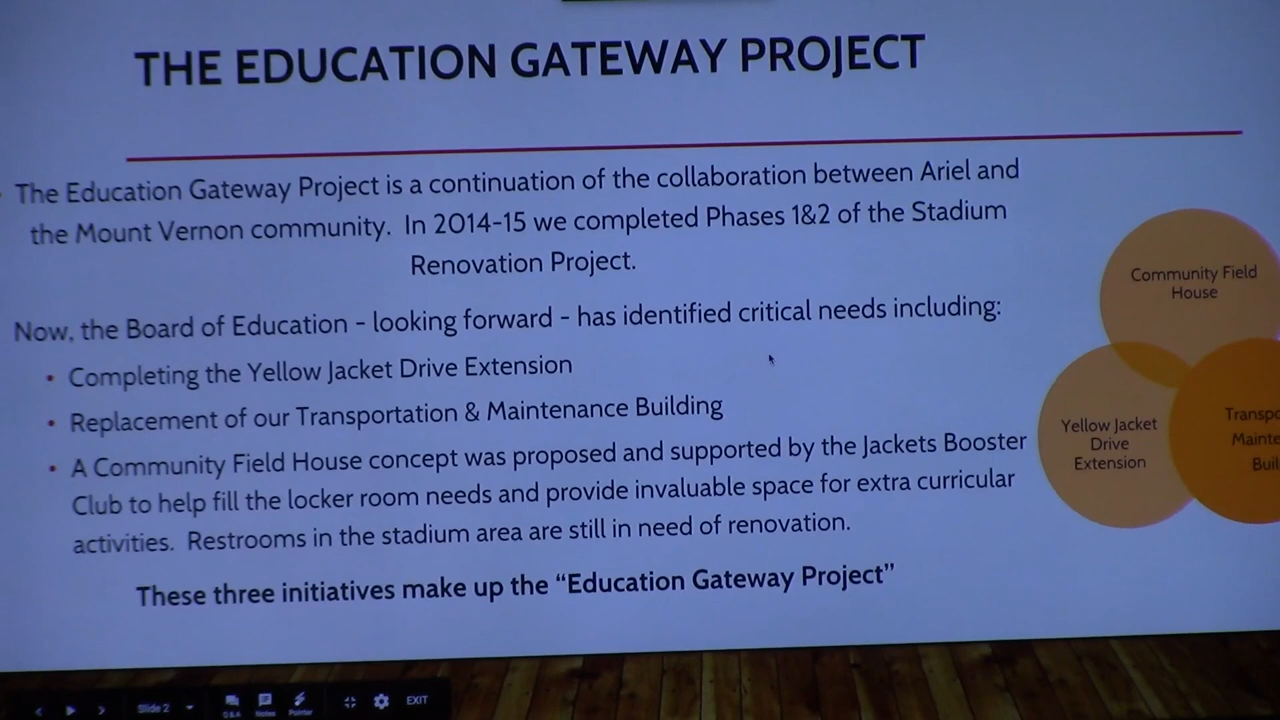 THE EDUCATION GATEWAY PROJECT
The Education Gateway Project is a continuation of the collaboration between Ariel and
the Mount Vernon community. In 2014-15 we completed Phases 1&2 of the Stadium
Renovation Project.
Now, the Board of Education - looking forward - has identified critical needs including:
• Completing the Yellow Jacket Drive Extension
• Replacement of our Transportation & Maintenance Building
• A Community Field House concept was proposed and supported by the Jackets Booster
Club to help fill the locker room needs and provide invaluable space for extra curricular
activities. Restrooms in the stadium area are still in need of renovation.
These three initiatives make up the “Education Gateway Project”
Community Field
House
Yellow Jacket
Drive
Extension
Transpo
Mainte
Buil
Slide 2
Q&A
Notes
Pointer
EXIT